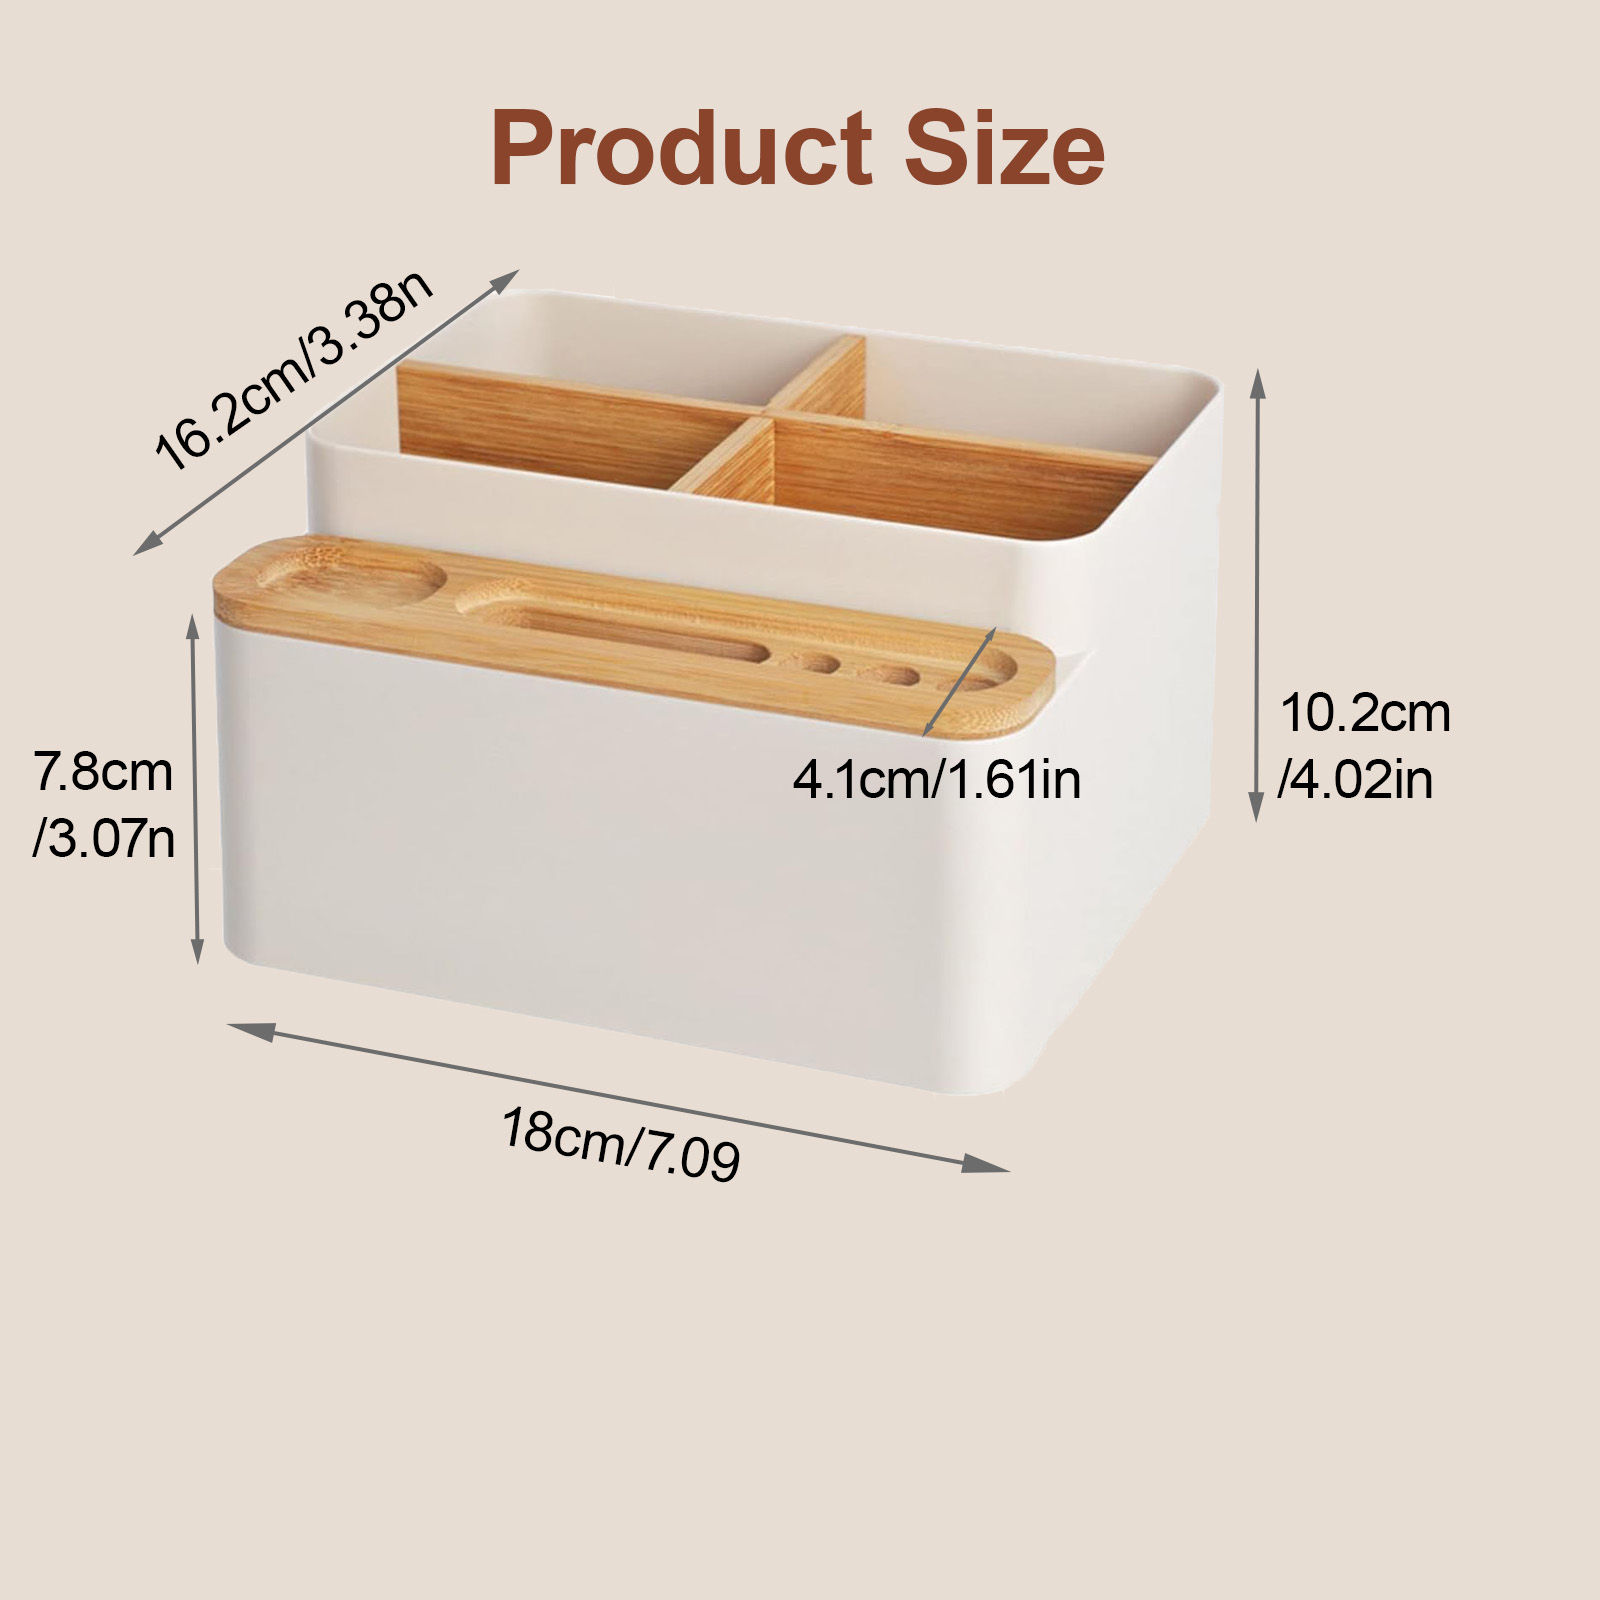 Product Size
16.2cm/3.38n
10.2cm
/4.02in
7.8cm
/3.07n
4.1cm/1.61in
18cm/7.09